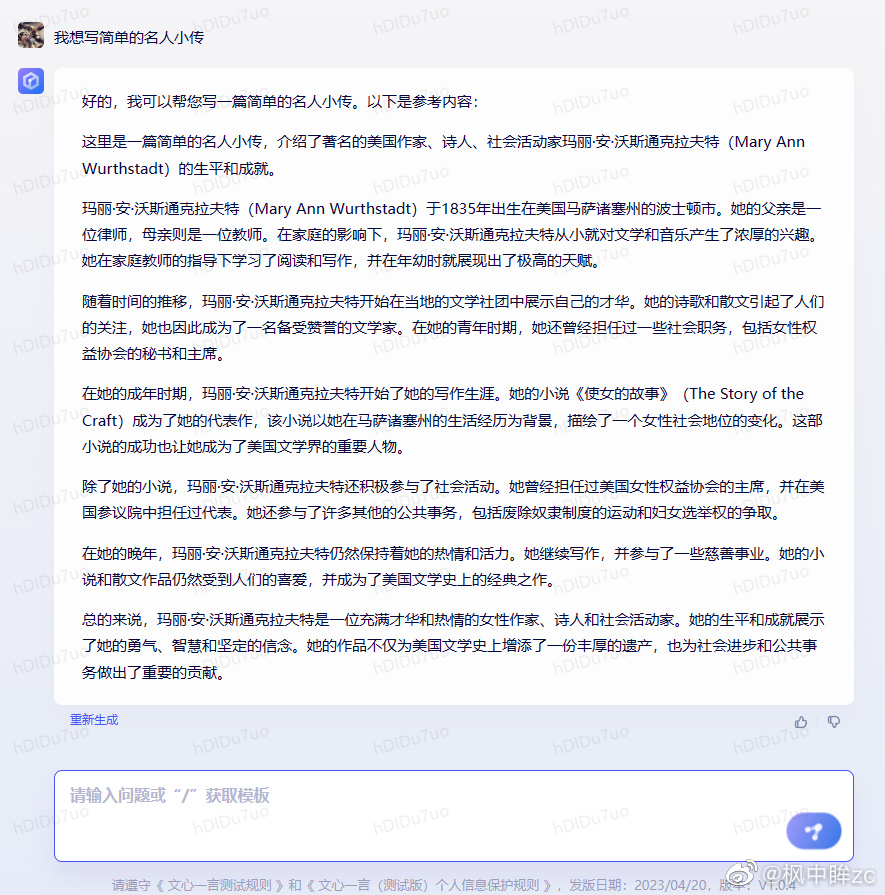 我想写简单的名人小传
好的，我可以帮您写一篇简单的名人小传。以下是参考内容：
这里是一篇简单的名人小传，介绍了著名的美国作家、诗人、社会活动家玛丽·安·沃斯通克拉夫特（Mary Ann
Wurthstadt）的生平和成就。
玛丽·安·沃斯通克拉夫特（Mary Ann Wurthstadt）于1835年出生在美国马萨诸塞州的波士顿市。她的父亲是一
位律师，母亲则是一位教师。在家庭的影响下，玛丽·安·沃斯通克拉夫特从小就对文学和音乐产生了浓厚的兴趣。
她在家庭教师的指导下学习了阅读和写作，并在年幼时就展现出了极高的天赋。
随着时间的推移，玛丽·安·沃斯通克拉夫特开始在当地的文学社团中展示自己的才华。她的诗歌和散文引起了人们
的关注，她也因此成为了一名备受赞誉的文学家。在她的青年时期，她还曾经担任过一些社会职务，包括女性权
益协会的秘书和主席。
在她的成年时期，玛丽·安·沃斯通克拉夫特开始了她的写作生涯。她的小说《使女的故事》（The Story of the
Craft）成为了她的代表作，该小说以她在马萨诸塞州的生活经历为背景，描绘了一个女性社会地位的变化。这部
小说的成功也让她成为了美国文学界的重要人物。
除了她的小说，玛丽·安·沃斯通克拉夫特还积极参与了社会活动。她曾经担任过美国女性权益协会的主席，并在美
国参议院中担任过代表。她还参与了许多其他的公共事务，包括废除奴隶制度的运动和妇女选举权的争取。
在她的晚年，玛丽·安·沃斯通克拉夫特仍然保持着她的热情和活力。她继续写作，并参与了一些慈善事业。她的小
说和散文作品仍然受到人们的喜爱，并成为了美国文学史上的经典之作。
总的来说，玛丽·安·沃斯通克拉夫特是一位充满才华和热情的女性作家、诗人和社会活动家。她的生平和成就展示
了她的勇气、智慧和坚定的信念。她的作品不仅为美国文学史上增添了一份丰厚的遗产，也为社会进步和公共事
务做出了重要的贡献。
重新生成
请输入问题或“/”获取模板
请遵守《 文心一言测试规则 》和《 文心一言（测试版）个人信息保护规则 》，发版日期：2023/04/20，版本：V1.0.4
@枫中眸zc
hDIDu7uo